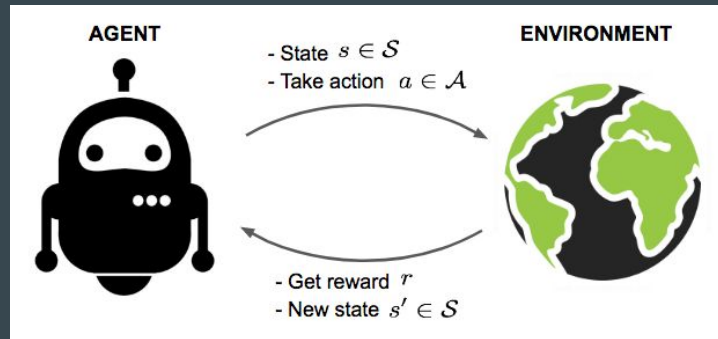 AGENT
ENVIRONMENT
- State s ∈ 𝒮
- Take action a ∈ 𝒜
- Get reward r
- New state s′ ∈ 𝒮